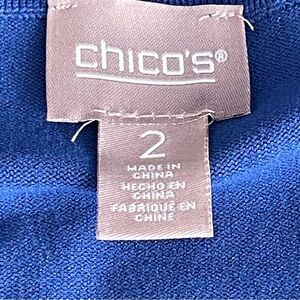 chico's®
2
MADE IN
CHINA
HECHO EN
CHINA
FABRIQUÉ EN
CHINE